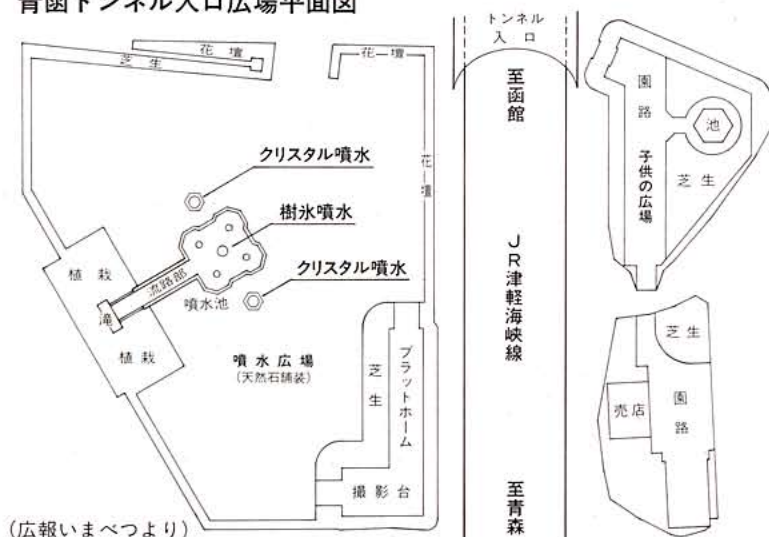 青函トンネル入口広場平面図
花壇
芝生
花壇
花壇
クリスタル噴水
樹氷噴水
クリスタル噴水
植栽
流路部
噴水池
滝
植栽
噴水広場
(天然石舗装)
芝生
プラットホーム
撮影台
トンネル
入口
至函館
JR津軽海峡線
至青森
園路
子供の広場
池
芝生
芝生
売店
園路
(広報いまべつより)